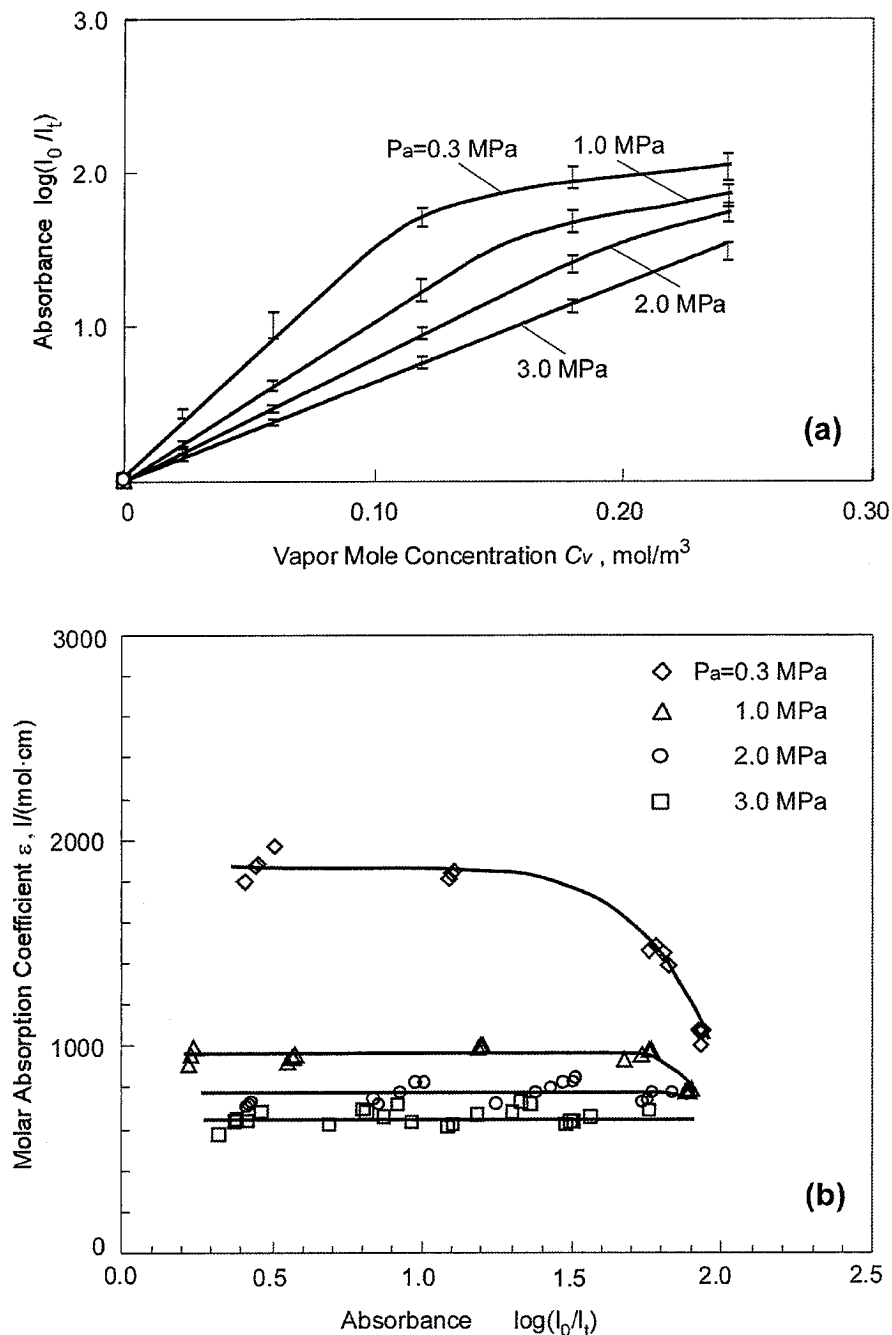 3.0
2.0
1.0
Absorbance log(I₀/Iₜ)
Pa=0.3 MPa
1.0 MPa
2.0 MPa
3.0 MPa
(a)
0 0.10 0.20 0.30
Vapor Mole Concentration Cv , mol/m³
3000
2000
1000
0
Molar Absorption Coefficient ε , l/(mol·cm)
Pa=0.3 MPa
1.0 MPa
2.0 MPa
3.0 MPa
(b)
0.0 0.5 1.0 1.5 2.0 2.5
Absorbance log(I₀/Iₜ)